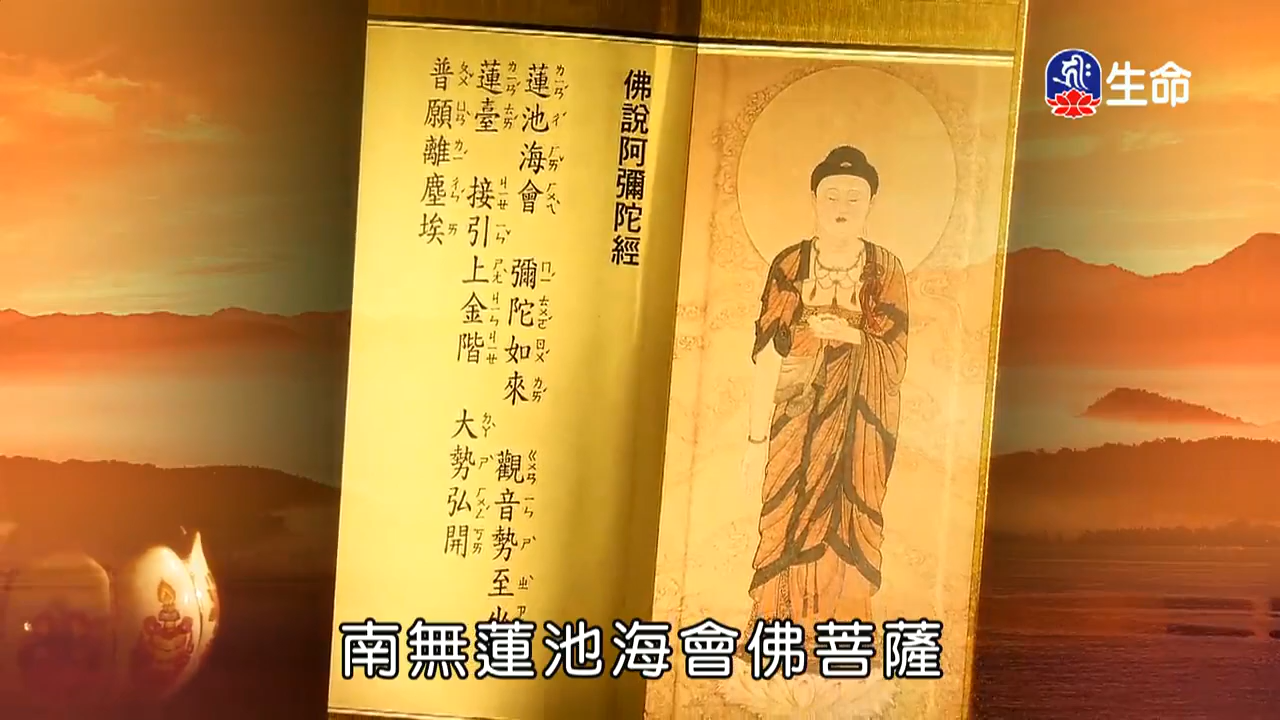 生命
佛說阿彌陀經
蓮池海會 彌陀如來 觀音勢至坐
蓮臺 接引上金階 大勢弘開
普願離塵埃
南無蓮池海會佛菩薩